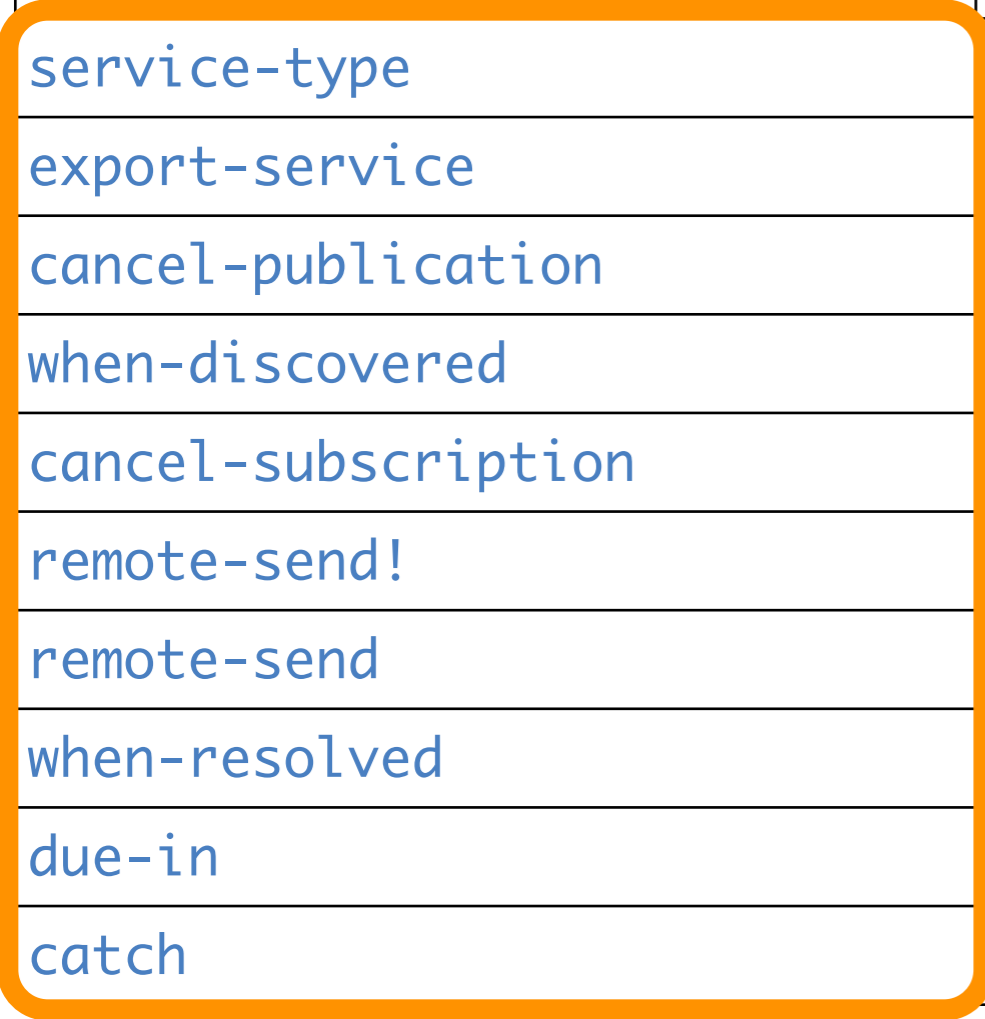 service-type
export-service
cancel-publication
when-discovered
cancel-subscription
remote-send!
remote-send
when-resolved
due-in
catch